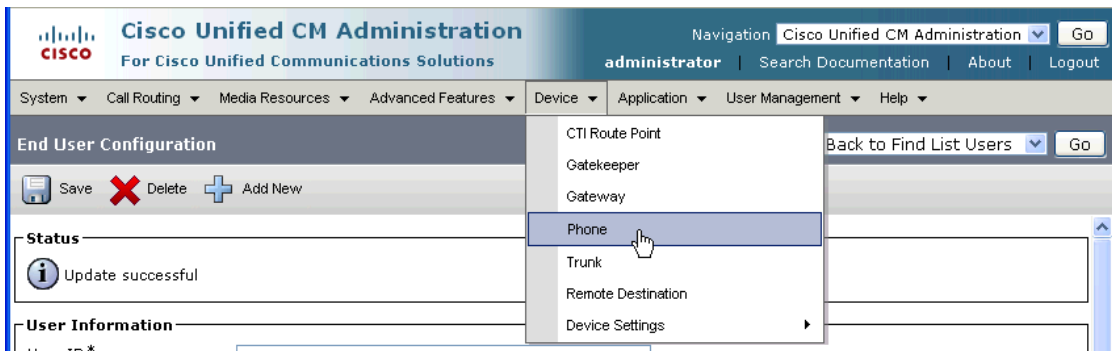 Cisco Unified CM Administration
For Cisco Unified Communications Solutions
CISCO
Navigation Cisco Unified CM Administration Go
administrator | Search Documentation | About | Logout
System Call Routing Media Resources Advanced Features Device Application User Management Help
End User Configuration
Back to Find List Users Go
Save Delete Add New
CTI Route Point
Gatekeeper
Gateway
Phone
Trunk
Remote Destination
Device Settings
Status
i Update successful
User Information
User ID*